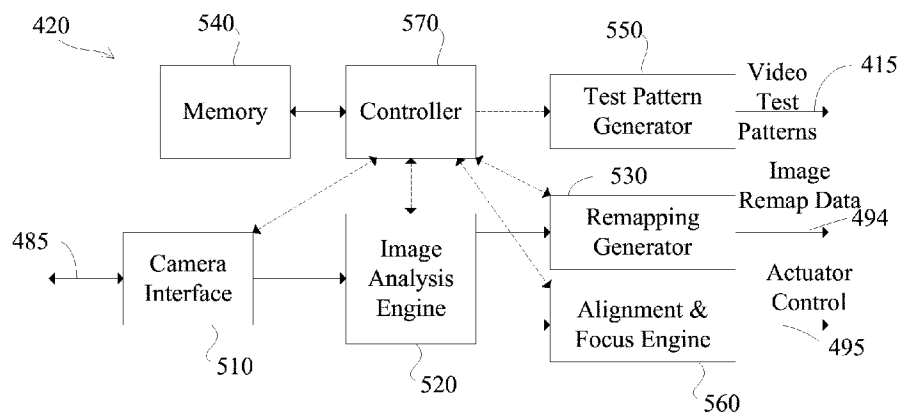 420
540
570
550
415
Memory
Controller
Test Pattern
Generator
Video
Test
Patterns
530
Image
Remap Data
485
Camera
Interface
Image
Analysis
Engine
Remapping
Generator
494
Alignment &
Focus Engine
Actuator
Control
495
510
520
560